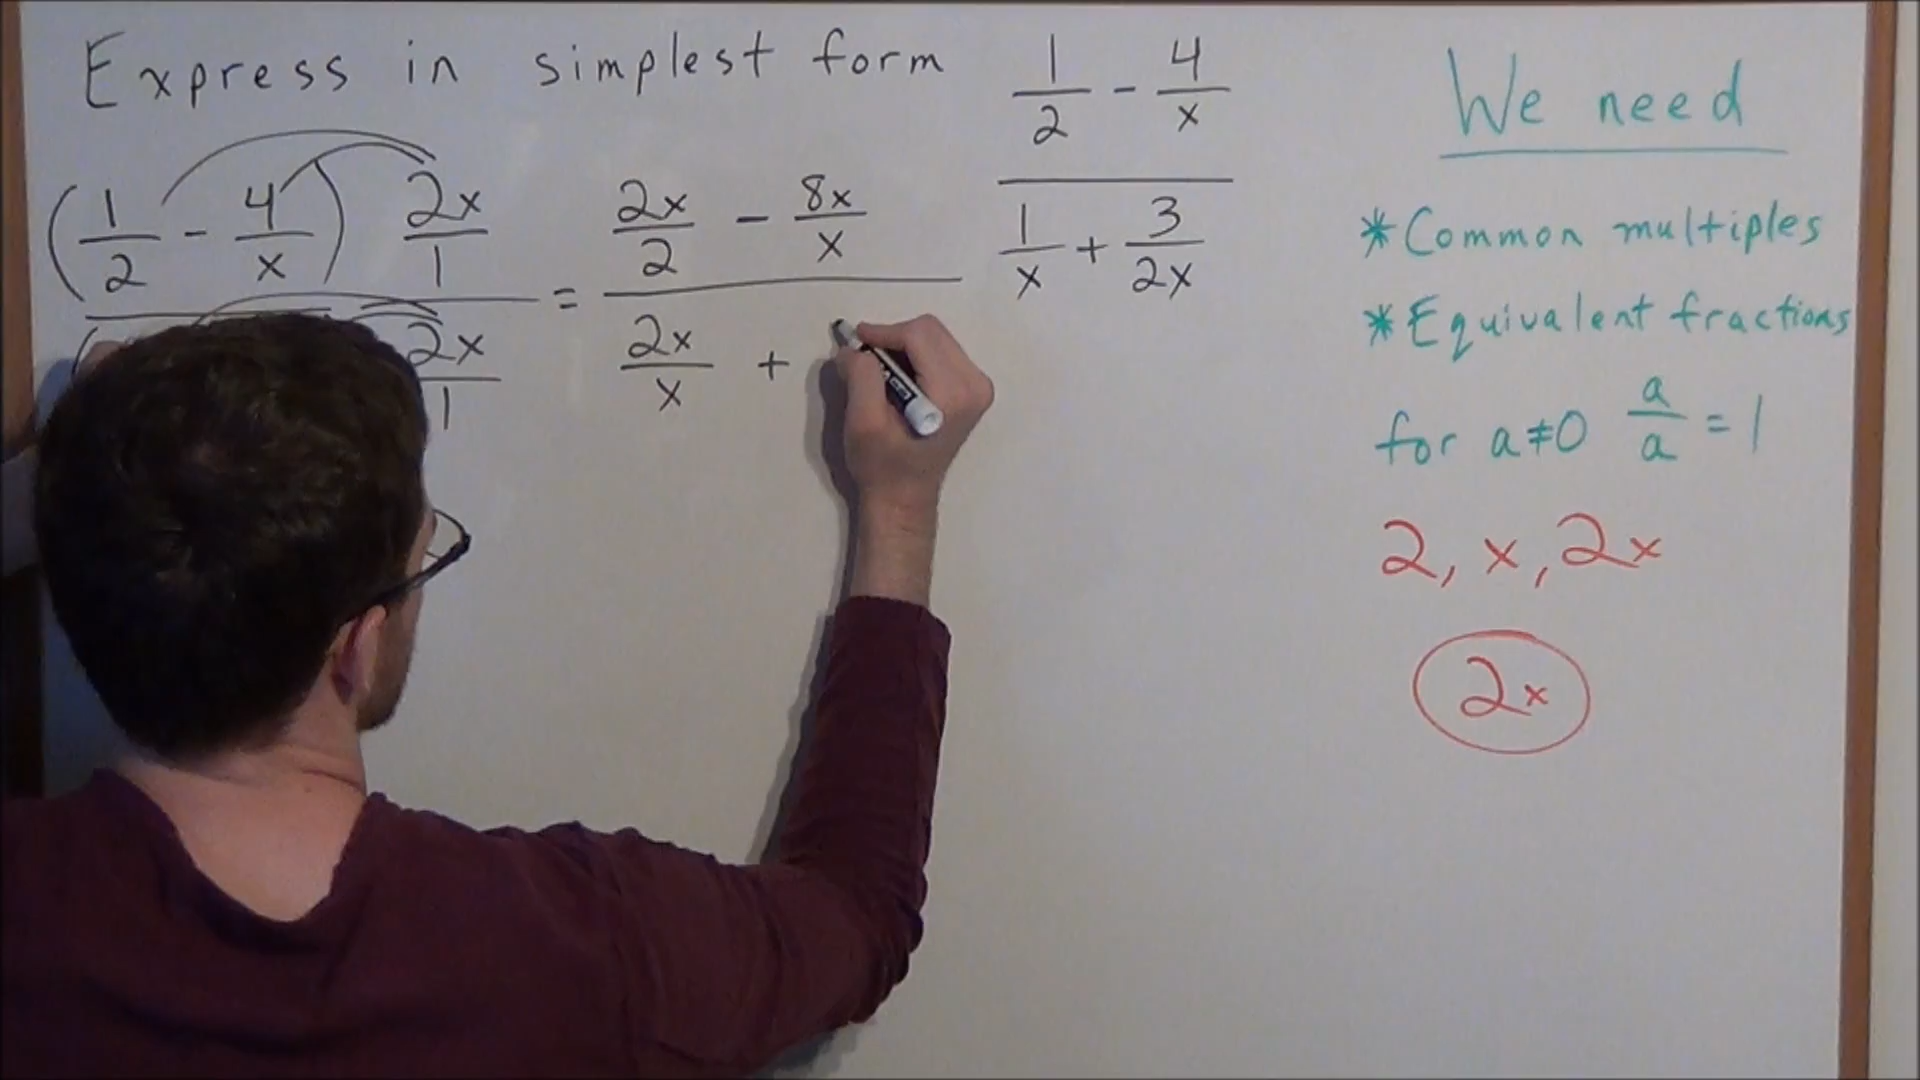 Express in simplest form
1/2 - 4/x
1/x + 3/2x
(1/2 - 4/x) 2x/1
( 2x/1
= 2x/2 - 8x/x
2x/x +
We need
*Common multiples
*Equivalent fractions
for a≠0 a/a = 1
2, x, 2x
2x